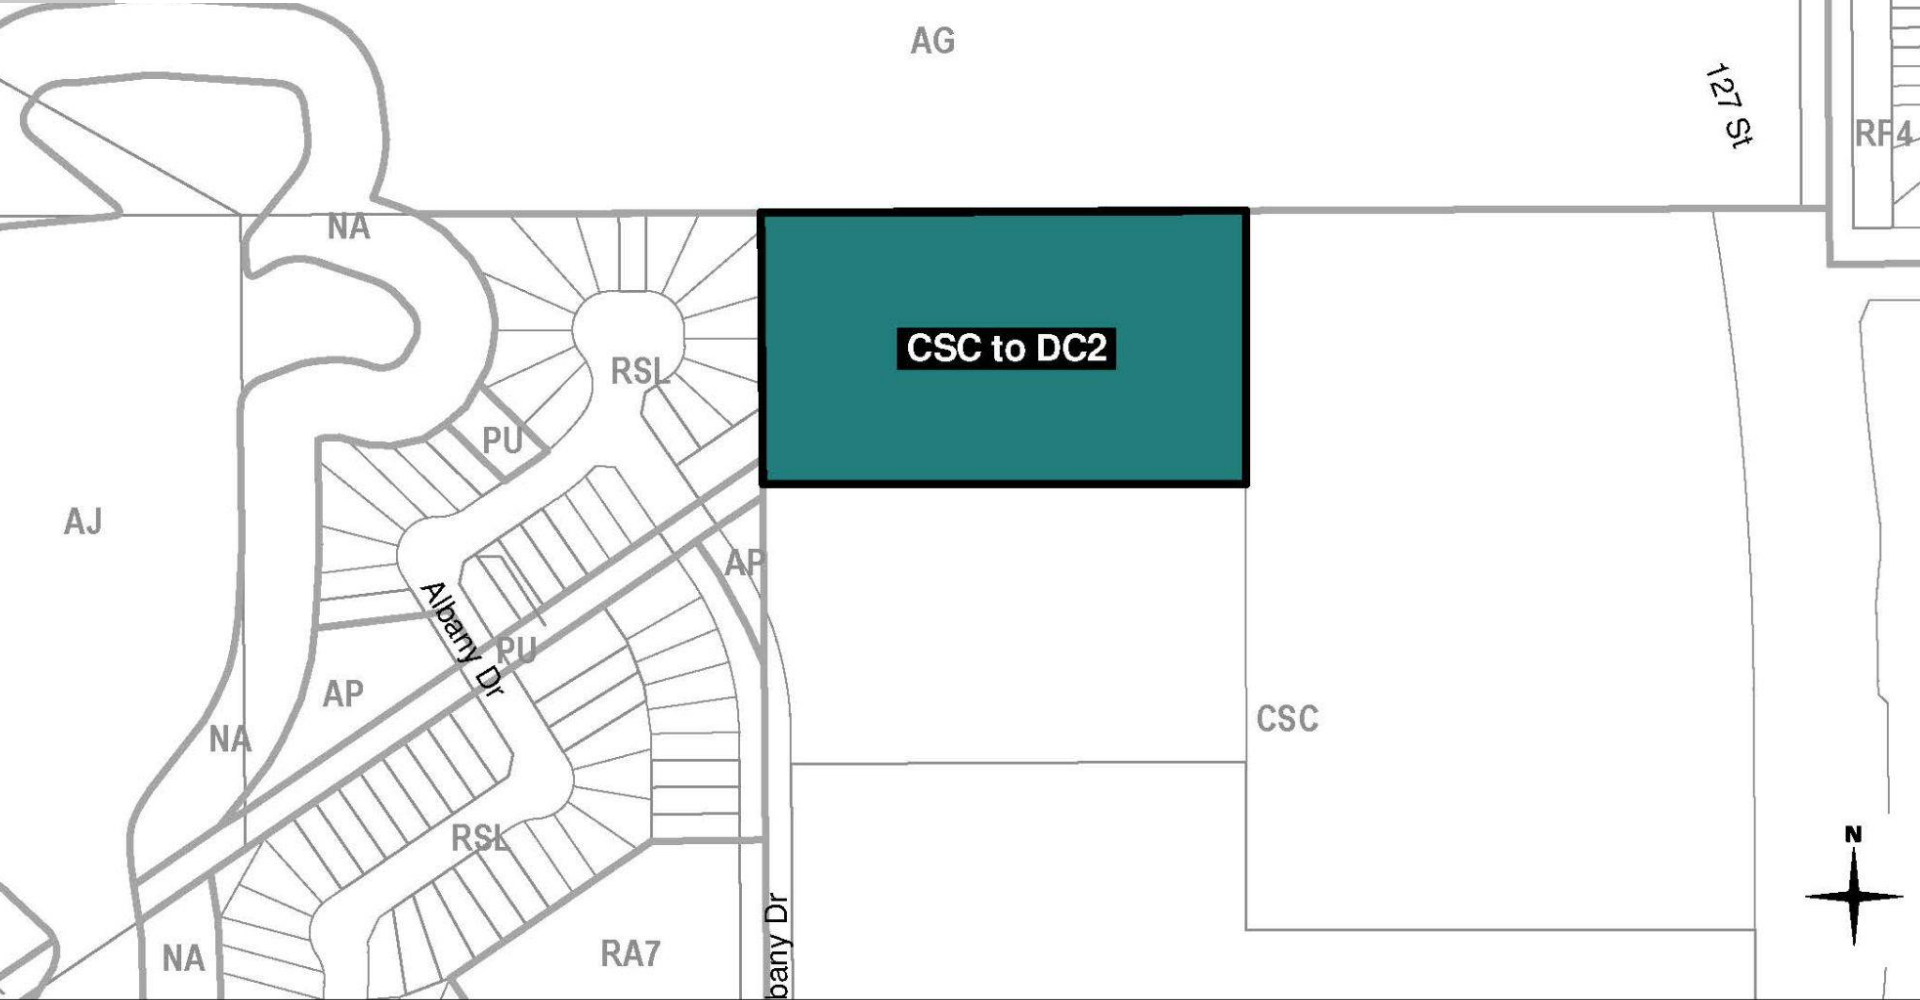 AG
127 St
RF4
NA
CSC to DC2
RSL
PU
AJ
AP
Albany Dr
PU
AP
CSC
NA
N
RSL
bany Dr
RA7
NA